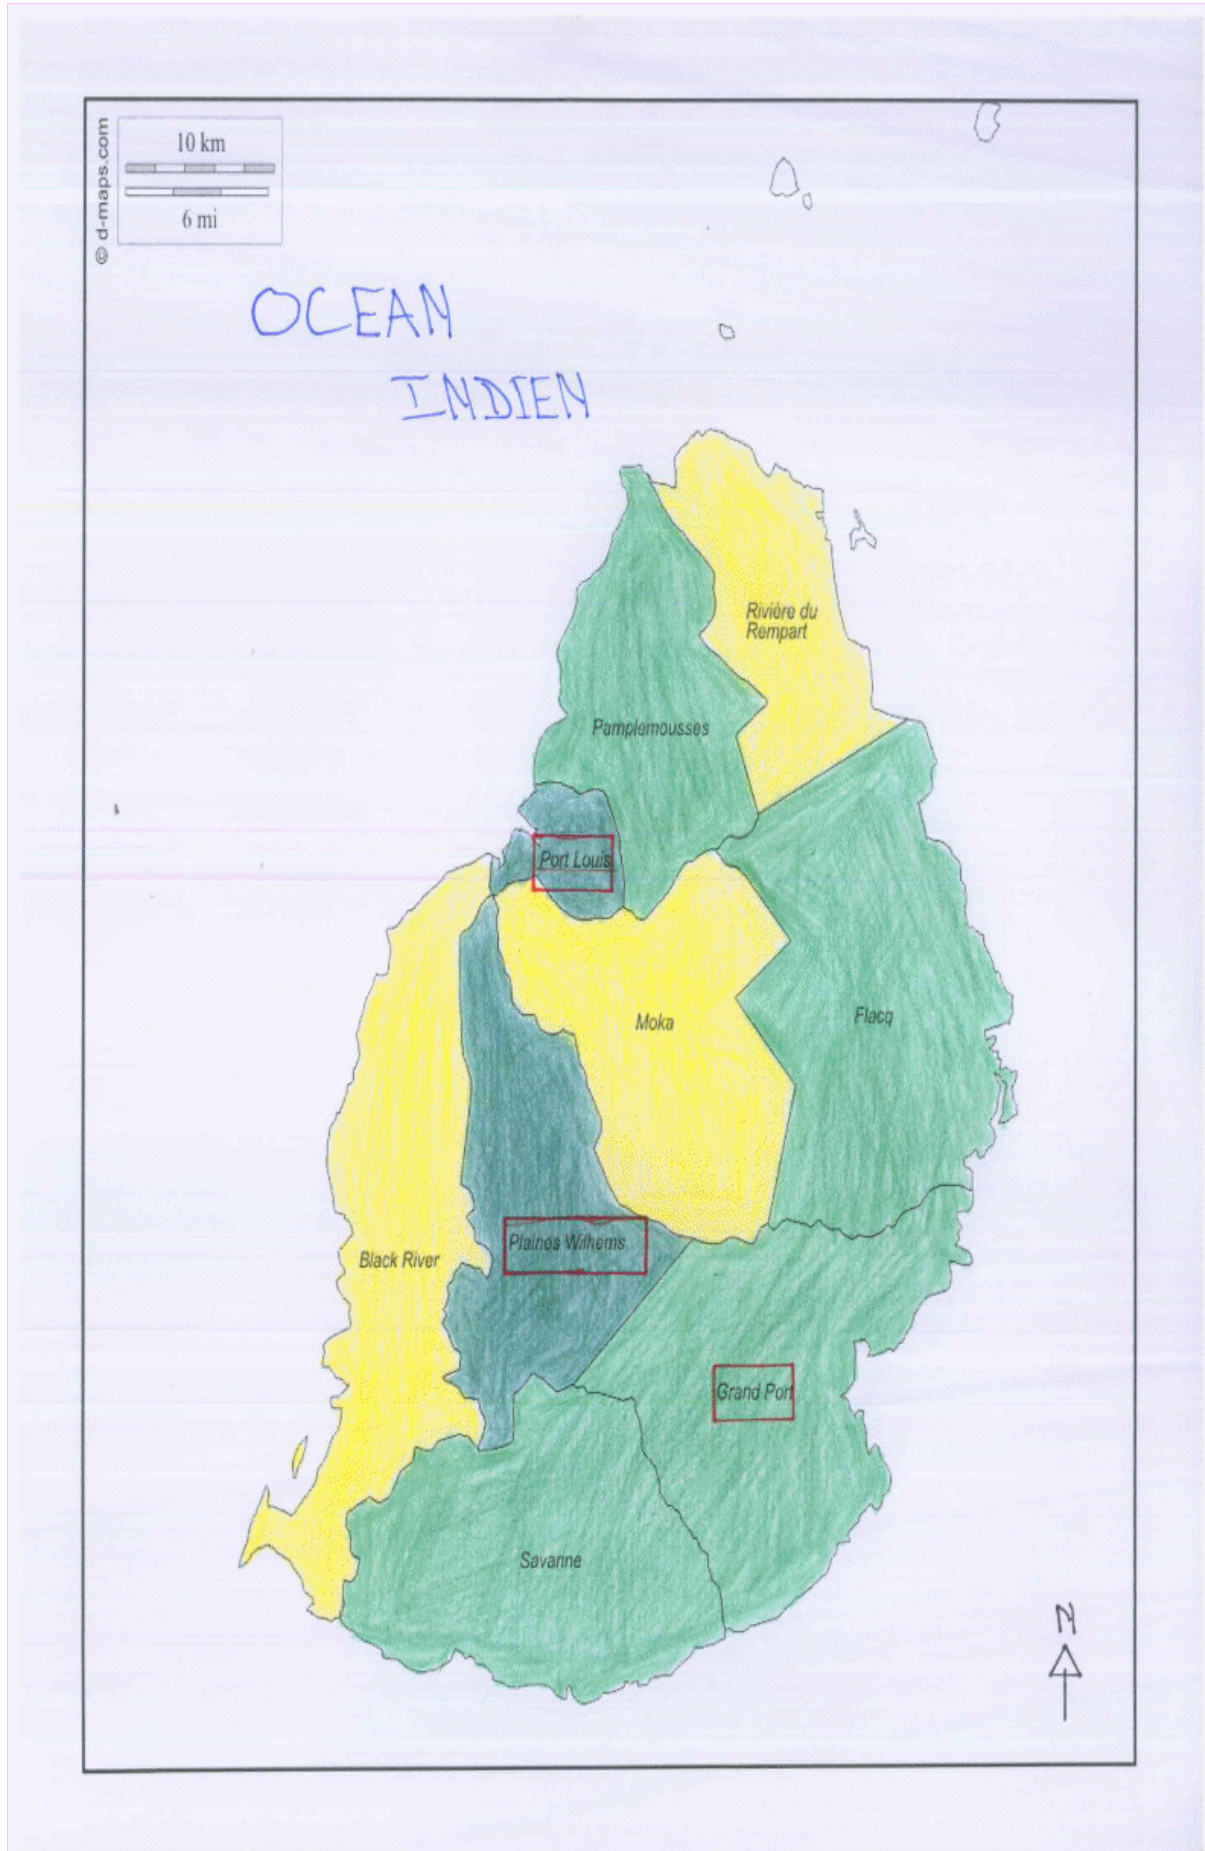 © d-maps.com
10 km
6 mi
OCEAN
INDIEN
Rivière du
Rempart
Pamplemousses
Port Louis
Moka
Flacq
Plaines Wilhems
Black River
Grand Port
Savanne
N